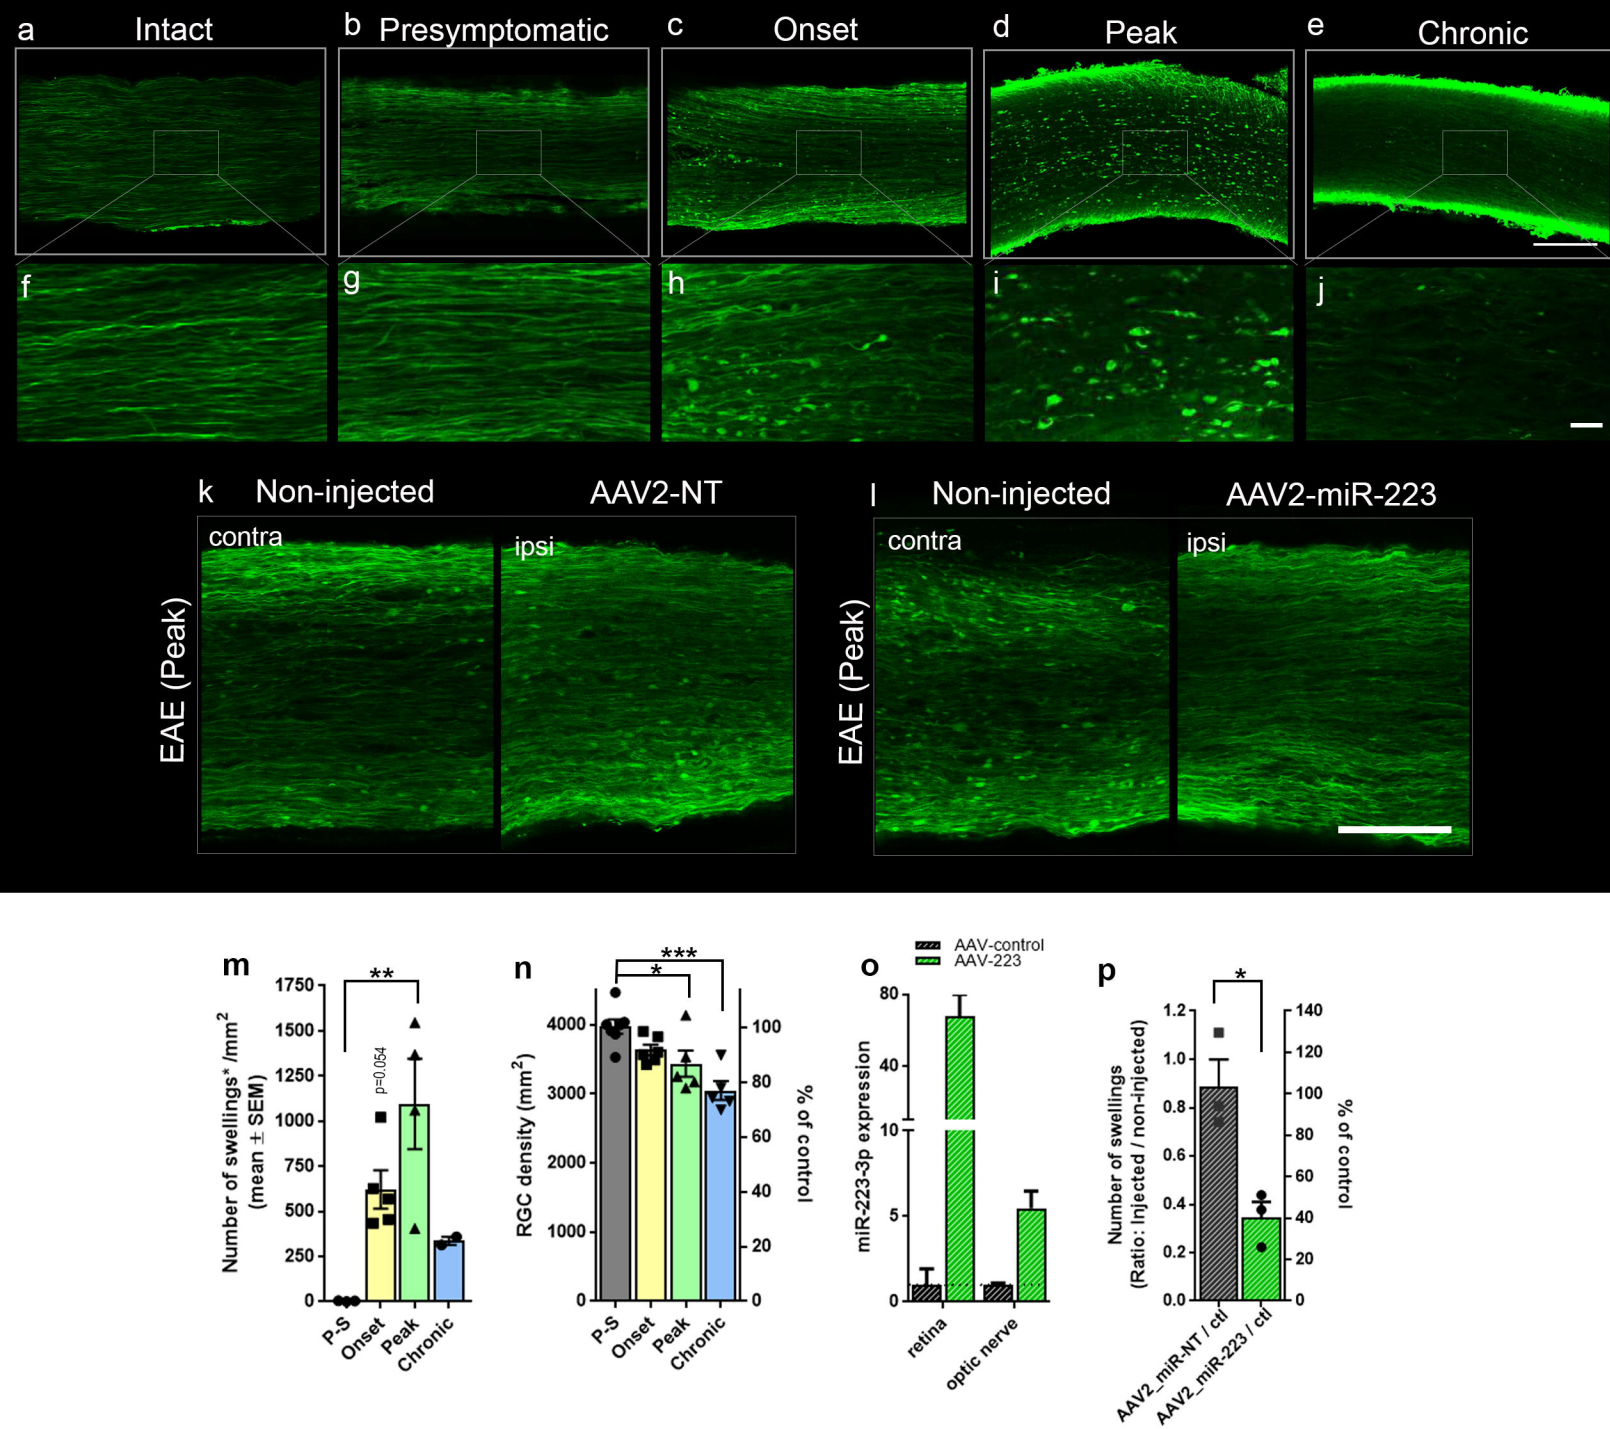 a Intact
b Presymptomatic
c Onset
d Peak
e Chronic
f
g
h
i
j
k Non-injected AAV2-NT
l Non-injected AAV2-miR-223
contra
ipsi
contra
ipsi
EAE (Peak)
EAE (Peak)
m
Number of swellings* /mm²
(mean ± SEM)
1750
1500
1250
1000
750
500
250
0
**
p=0.054
P-S
Onset
Peak
Chronic
n
RGC density (mm²)
4000
3000
2000
1000
0
***
*
100
80
60
40
20
0
% of control
P-S
Onset
Peak
Chronic
o
AAV-control
AAV-223
miR-223-3p expression
80
40
10
5
0
retina
optic nerve
p
Number of swellings
(Ratio: Injected / non-injected)
1.2
1.0
0.8
0.6
0.4
0.2
0.0
*
140
120
100
80
60
40
20
0
% of control
AAV2_miR-NT / ctl
AAV2_miR-223 / ctl